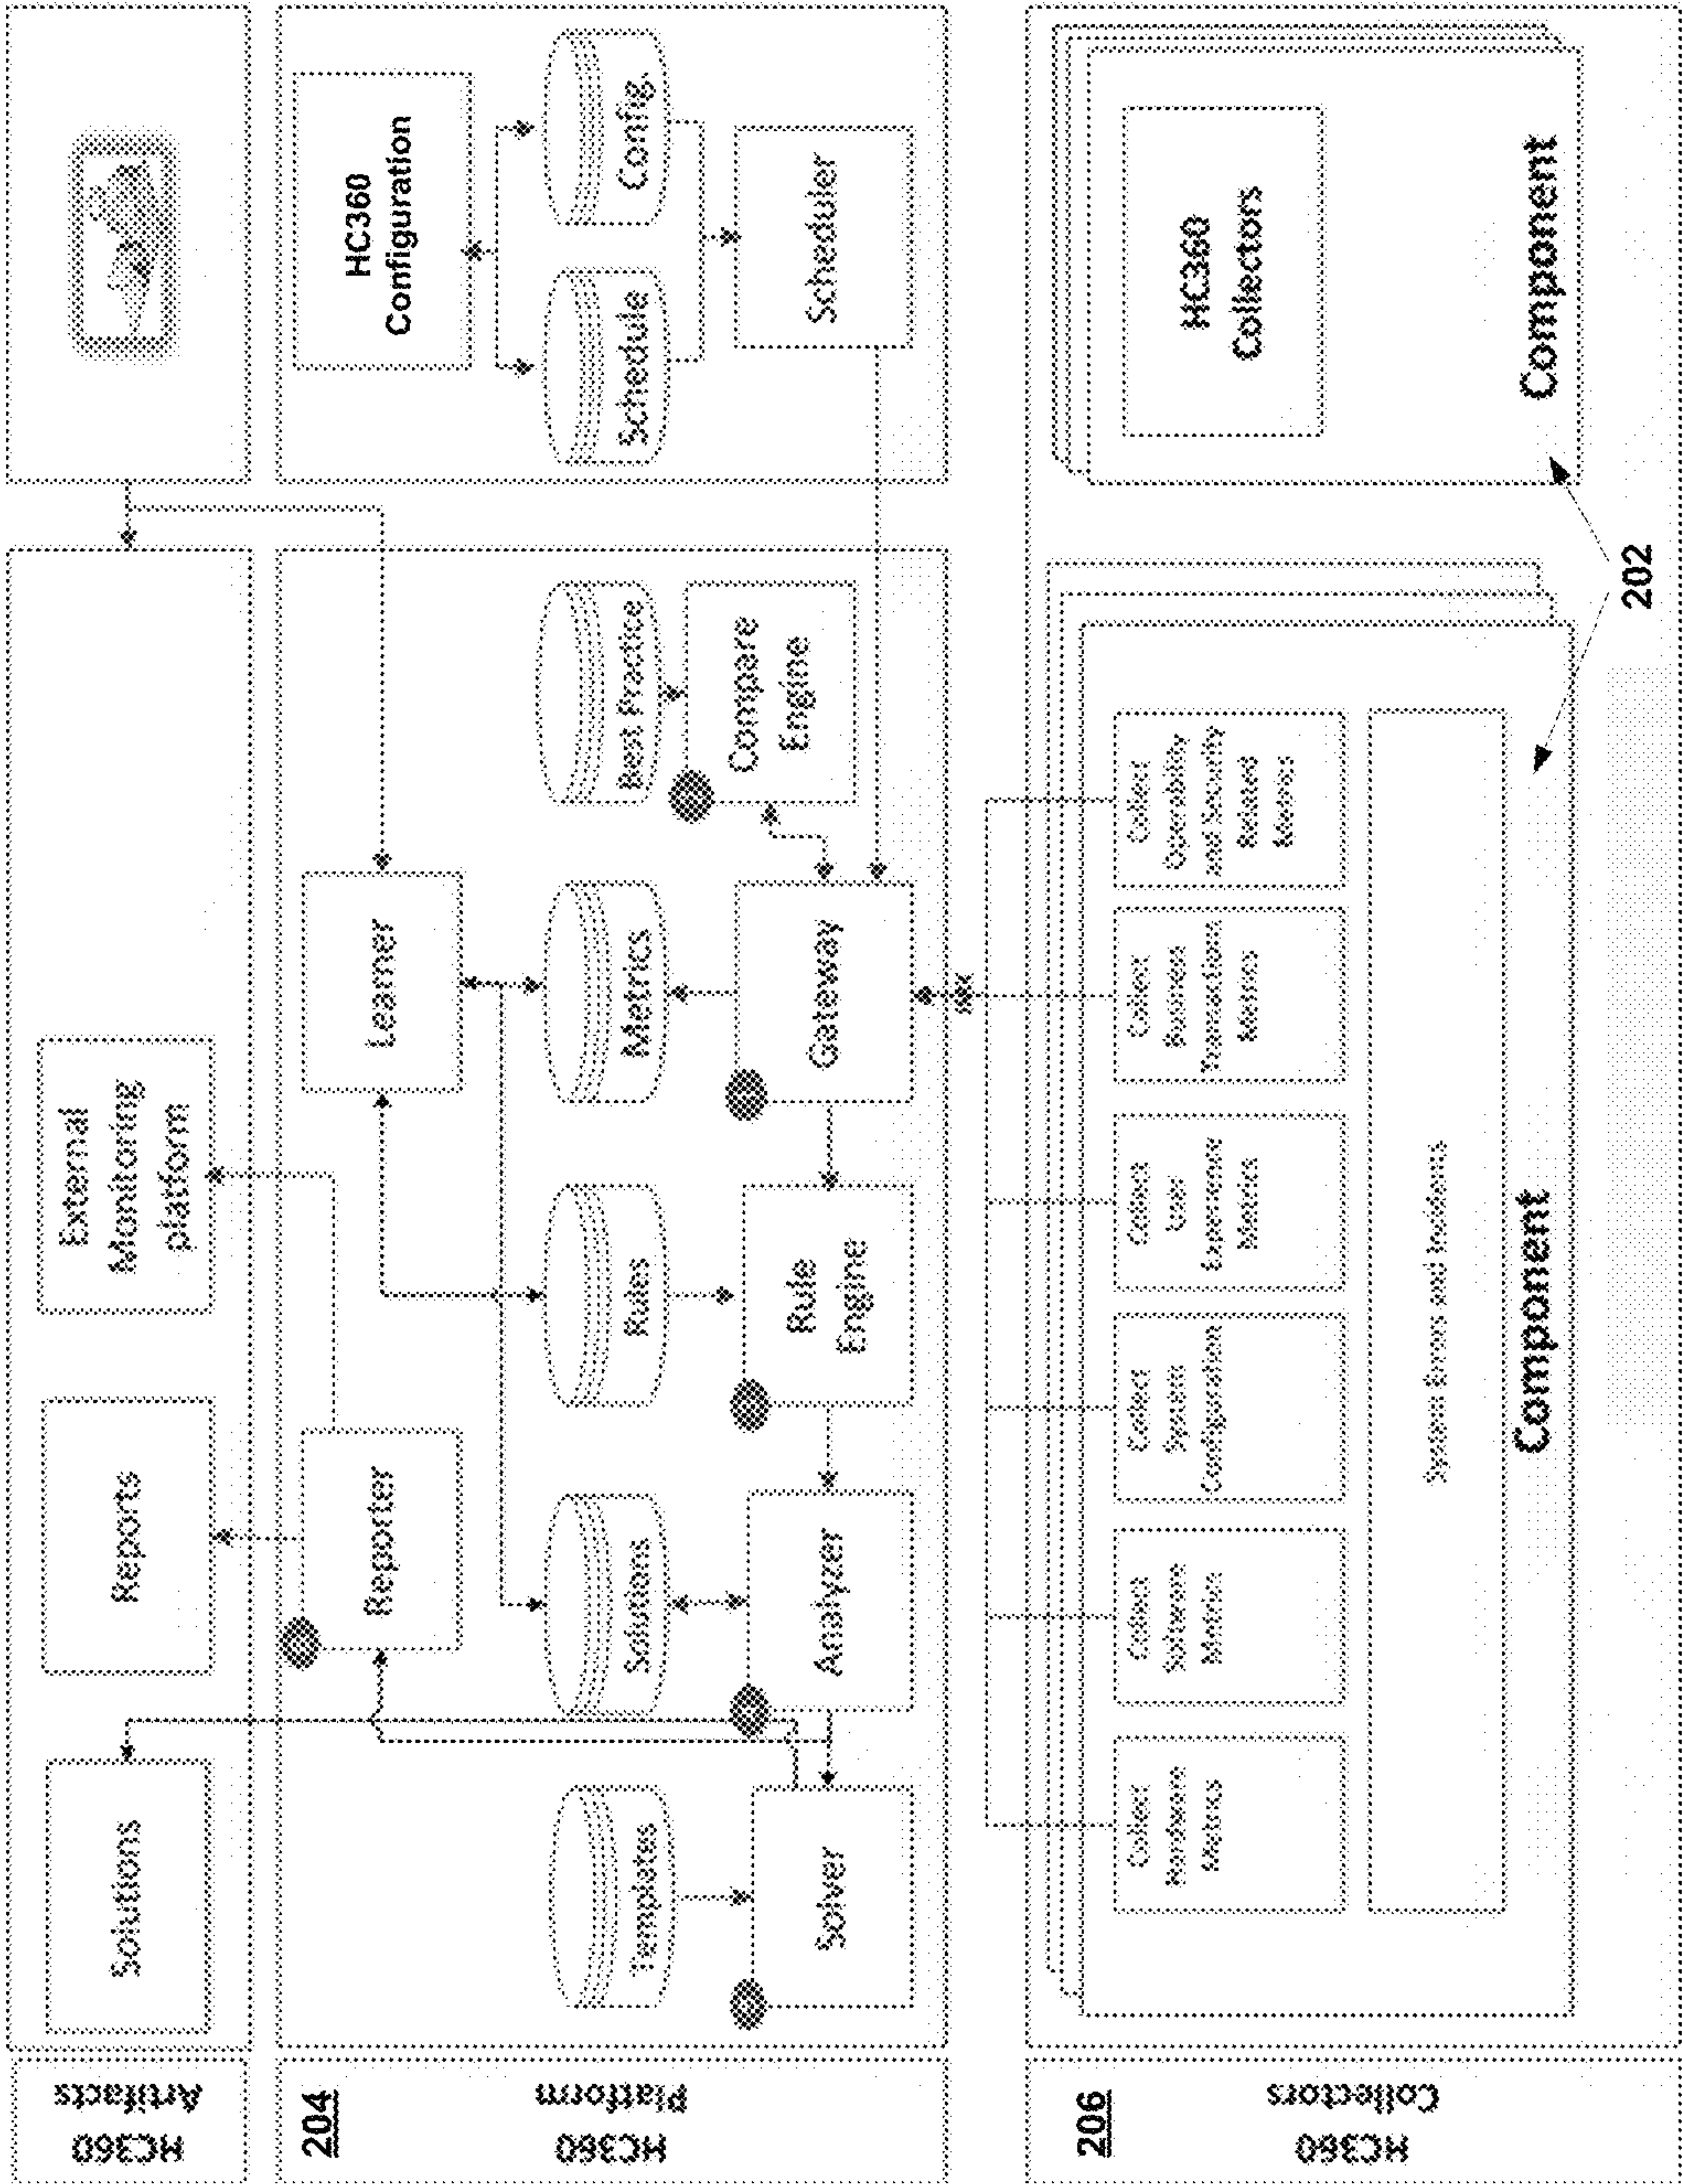 HC360
Artifacts
Solutions
Reports
External
Monitoring
platform
204
HC360
Platform
Reporter
Learner
HC360
Configuration
Templates
Solutions
Rules
Metrics
Best Practice
Schedule
Config.
Solver
Analyzer
Rule
Engine
Gateway
Compare
Engine
Scheduler
206
HC360
Collectors
Collect
Hardware
Metrics
Collect
Software
Metrics
Collect
System
Configuration
Collect
User
Experience
Metrics
Collect
Business
Transactions
Metrics
Collect
Operability
and Security
Related
Metrics
System Errors and Incidents
Component
HC360
Collectors
Component
202